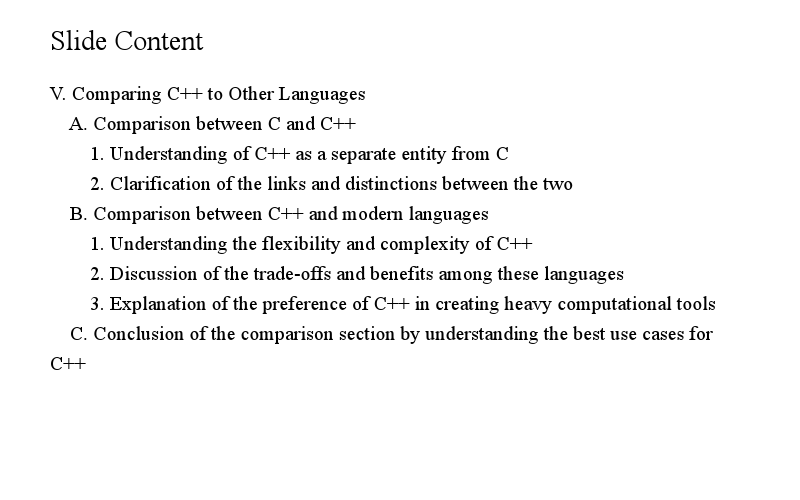 Slide Content
V. Comparing C++ to Other Languages
A. Comparison between C and C++
1. Understanding of C++ as a separate entity from C
2. Clarification of the links and distinctions between the two
B. Comparison between C++ and modern languages
1. Understanding the flexibility and complexity of C++
2. Discussion of the trade-offs and benefits among these languages
3. Explanation of the preference of C++ in creating heavy computational tools
C. Conclusion of the comparison section by understanding the best use cases for
C++